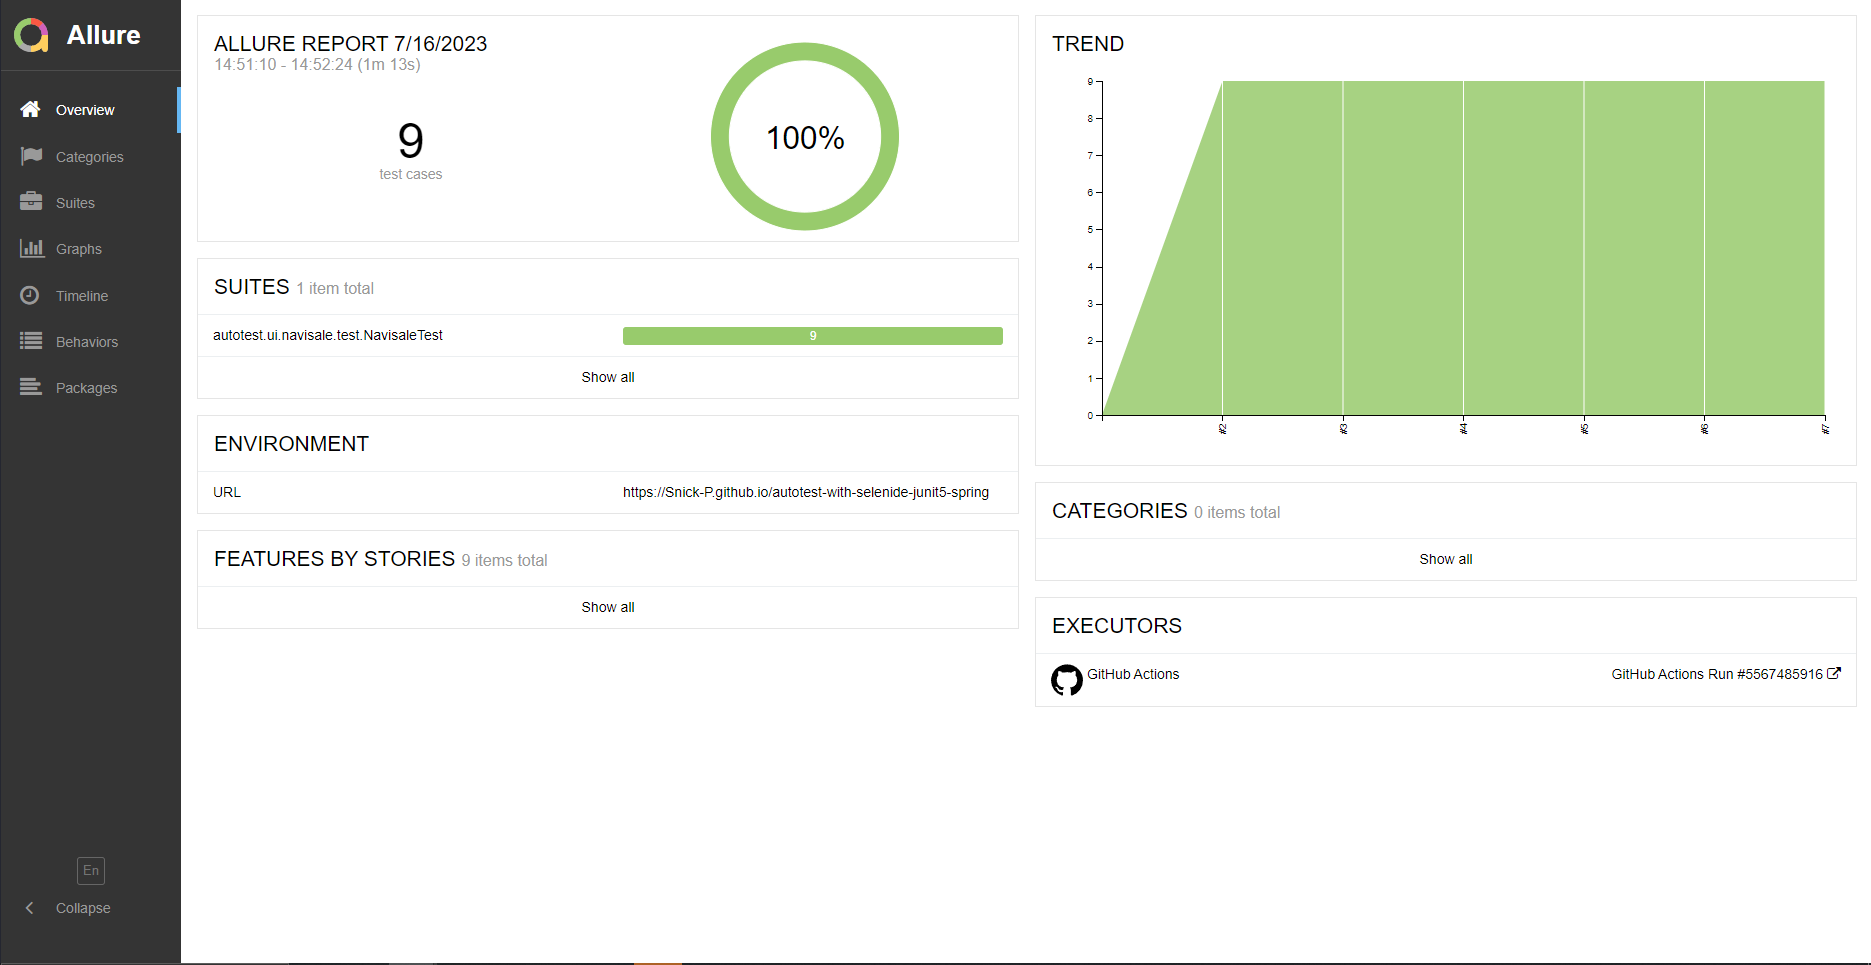 Allure
Overview
Categories
Suites
Graphs
Timeline
Behaviors
Packages
En
Collapse
ALLURE REPORT 7/16/2023
14:51:10 - 14:52:24 (1m 13s)
9
test cases
100%
SUITES 1 item total
autotest.ui.navisale.test.NavisaleTest 9
Show all
ENVIRONMENT
URL https://Snick-P.github.io/autotest-with-selenide-junit5-spring
FEATURES BY STORIES 9 items total
Show all
TREND
9
8
7
6
5
4
3
2
1
0
#2 #3 #4 #5 #6 #7
CATEGORIES 0 items total
Show all
EXECUTORS
GitHub Actions GitHub Actions Run #5567485916